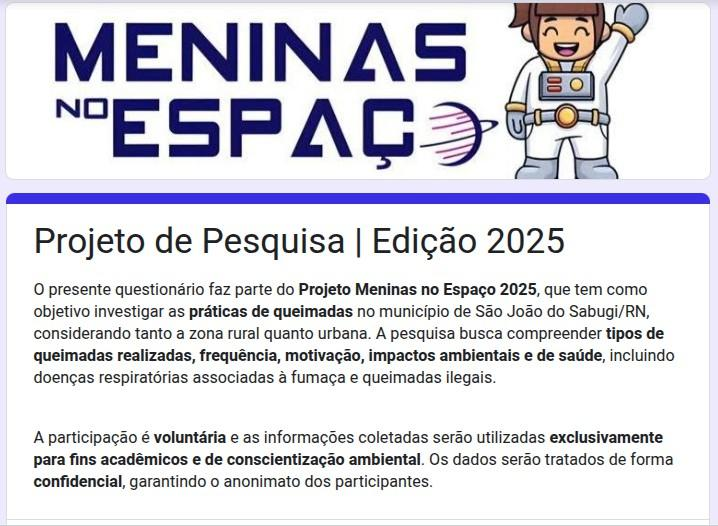 MENINAS
NO ESPAÇO
Projeto de Pesquisa | Edição 2025
O presente questionário faz parte do Projeto Meninas no Espaço 2025, que tem como
objetivo investigar as práticas de queimadas no município de São João do Sabugi/RN,
considerando tanto a zona rural quanto urbana. A pesquisa busca compreender tipos de
queimadas realizadas, frequência, motivação, impactos ambientais e de saúde, incluindo
doenças respiratórias associadas à fumaça e queimadas ilegais.
A participação é voluntária e as informações coletadas serão utilizadas exclusivamente
para fins acadêmicos e de conscientização ambiental. Os dados serão tratados de forma
confidencial, garantindo o anonimato dos participantes.